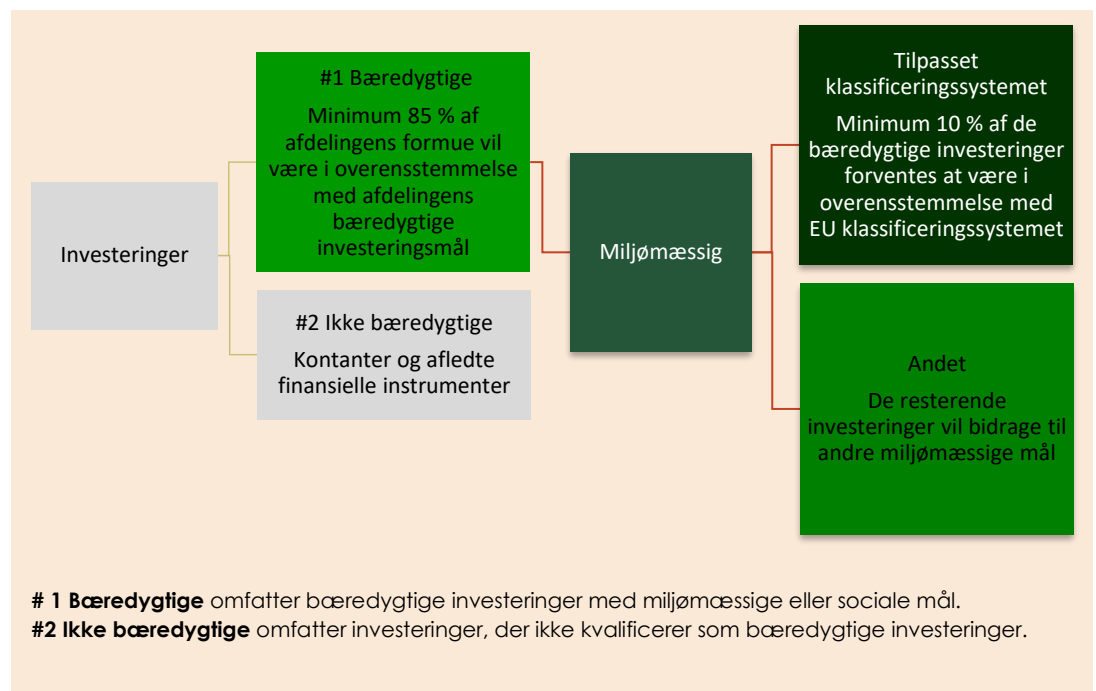 Investeringer
#1 Bæredygtige
Minimum 85 % af
afdelingens formue vil
være i overensstemmelse
med afdelingens
bæredygtige
investeringsmål
#2 Ikke bæredygtige
Kontanter og afledte
finansielle instrumenter
Miljømæssig
Tilpasset
klassificeringssystemet
Minimum 10 % af de
bæredygtige investeringer
forventes at være i
overensstemmelse med
EU klassificeringssystemet
Andet
De resterende
investeringer vil bidrage til
andre miljømæssige mål
# 1 Bæredygtige omfatter bæredygtige investeringer med miljømæssige eller sociale mål.
#2 Ikke bæredygtige omfatter investeringer, der ikke kvalificerer som bæredygtige investeringer.